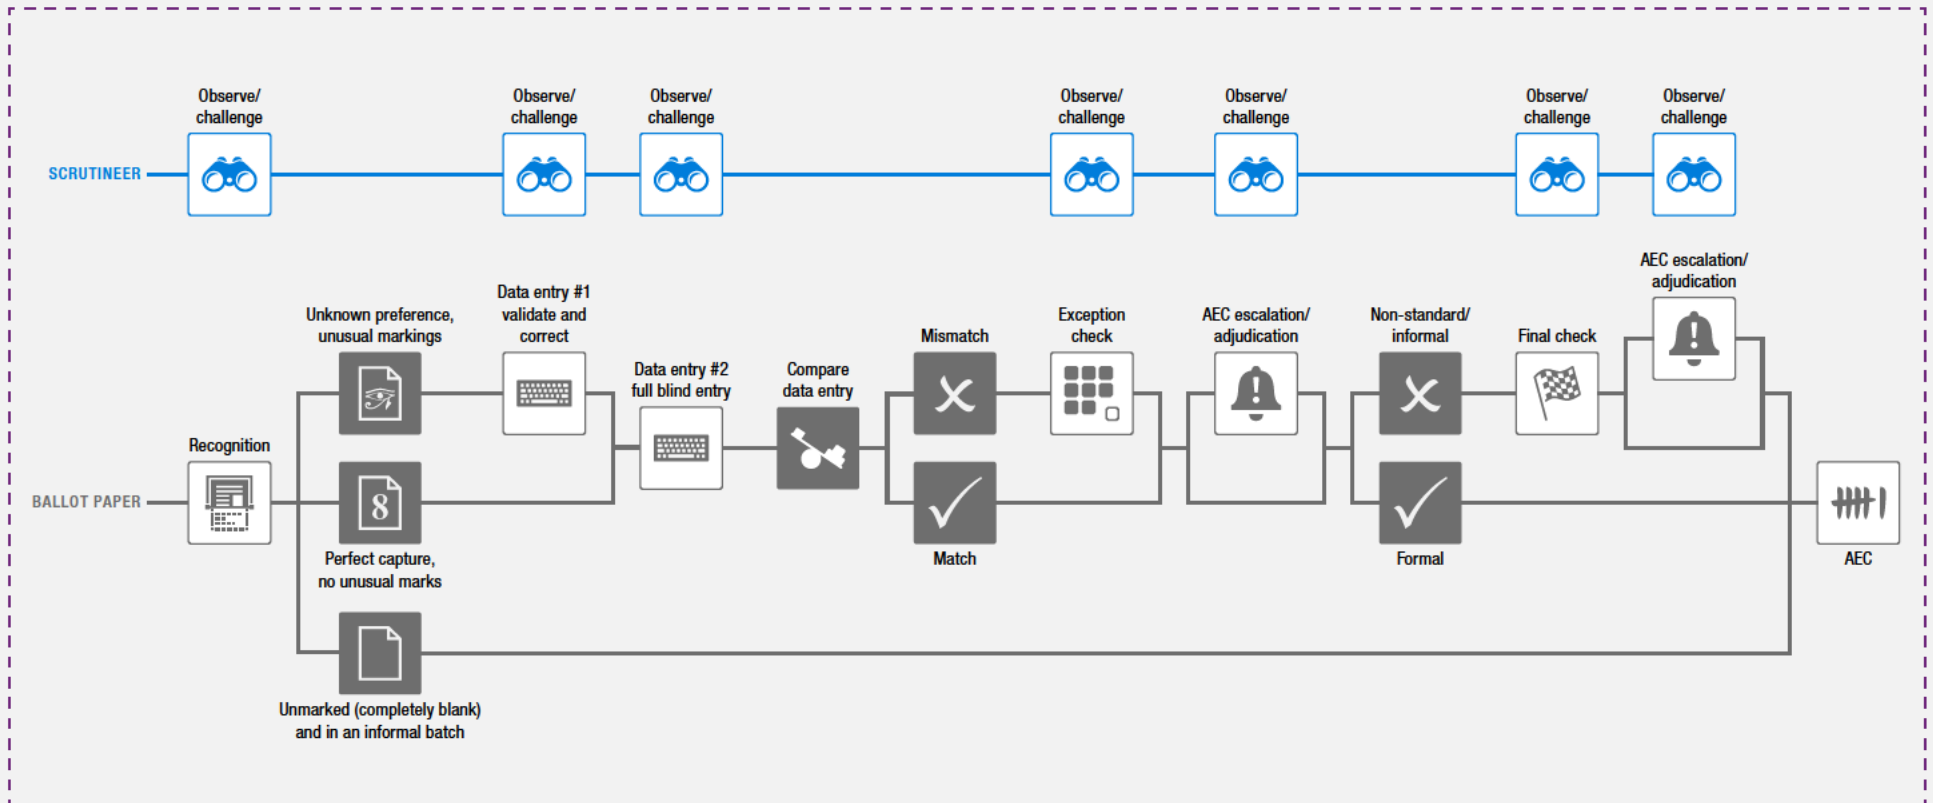 Observe/
challenge
Observe/
challenge
Observe/
challenge
Observe/
challenge
Observe/
challenge
Observe/
challenge
Observe/
challenge
SCRUTINEER
Unknown preference,
unusual markings
Data entry #1
validate and
correct
Data entry #2
full blind entry
Compare
data entry
Mismatch
Exception
check
AEC escalation/
adjudication
Non-standard/
informal
Final check
AEC escalation/
adjudication
BALLOT PAPER
Recognition
8
Perfect capture,
no unusual marks
Match
Formal
AEC
Unmarked (completely blank)
and in an informal batch